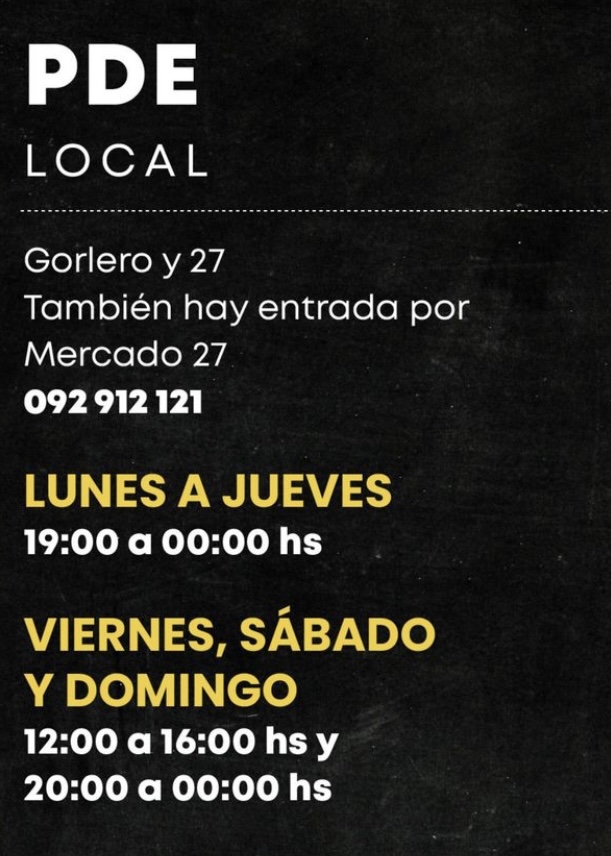 PDE
LOCAL
Gorlero y 27
También hay entrada por
Mercado 27
092 912 121
LUNES A JUEVES
19:00 a 00:00 hs
VIERNES, SÁBADO
Y DOMINGO
12:00 a 16:00 hs y
20:00 a 00:00 hs